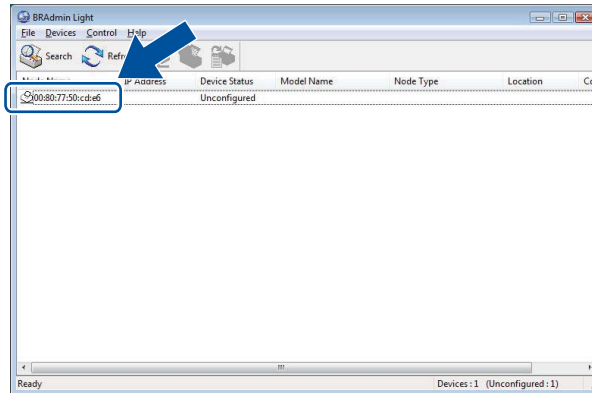 BRAdmin Light
File Devices Control Help
Search
IP Address Device Status Model Name Node Type Location
00:80:77:50:cd:e6 Unconfigured
Ready Devices : 1 (Unconfigured : 1)